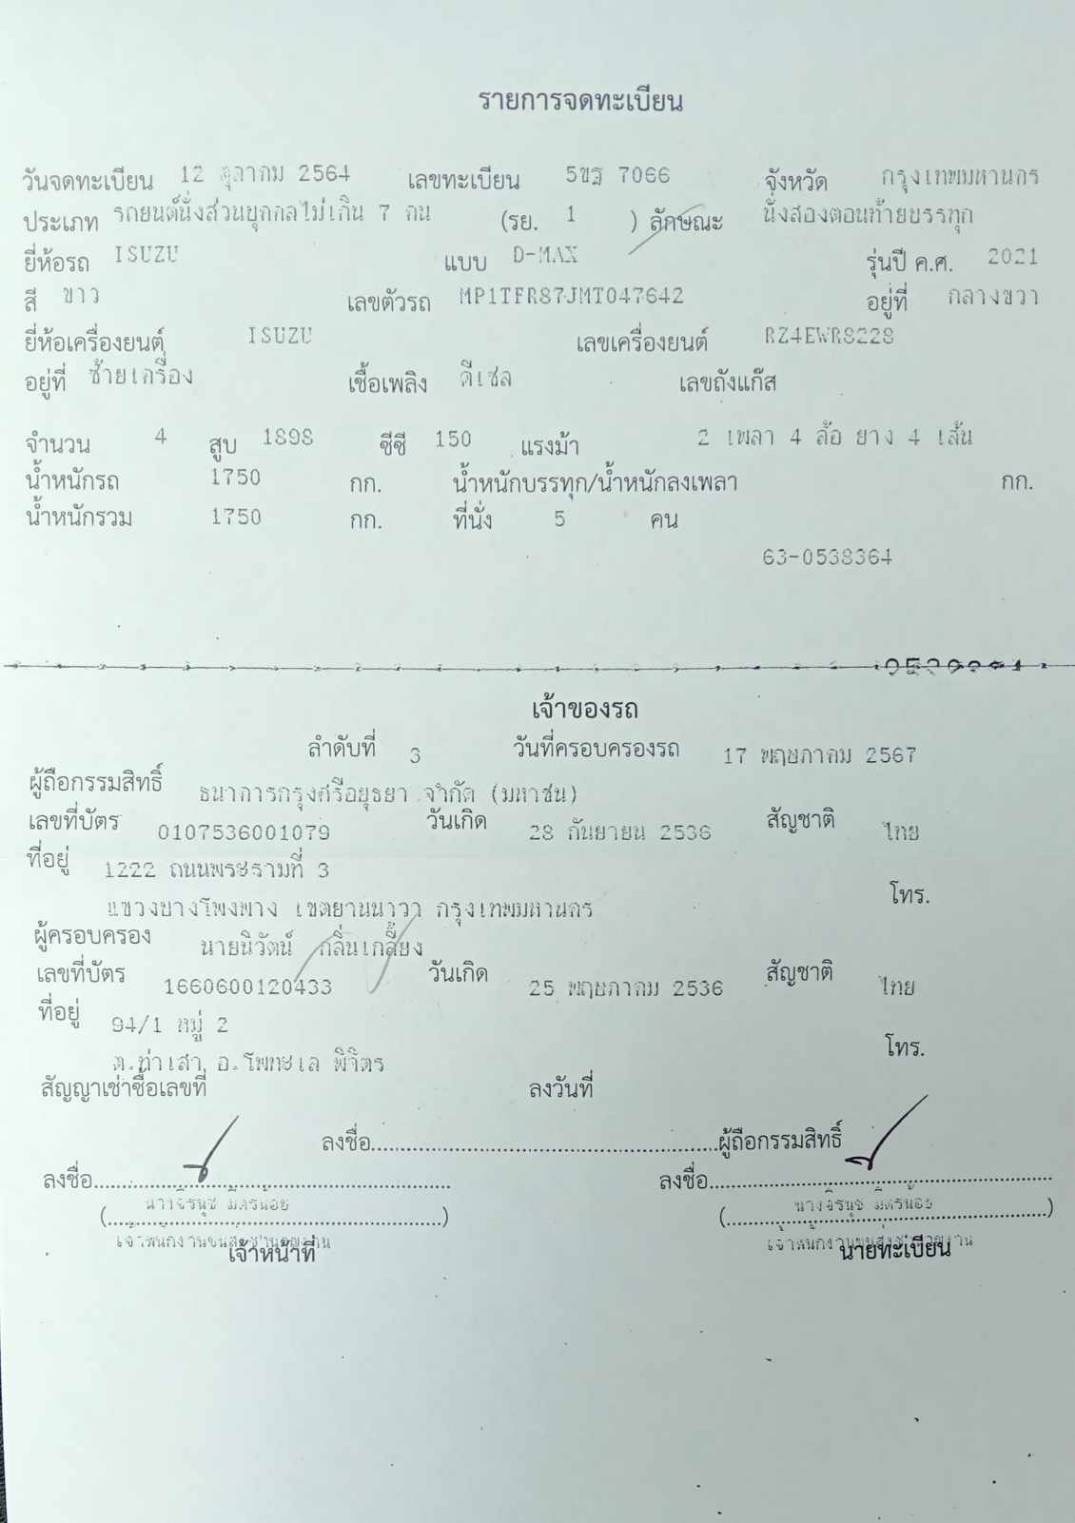 รายการจดทะเบียน
วันจดทะเบียน 12 ตุลาคม 2564 เลขทะเบียน 5ขฐ 7066 จังหวัด กรุงเทพมหานคร
ประเภท รถยนต์นั่งส่วนบุคคลไม่เกิน 7 คน (รย. 1 ) ลักษณะ นั่งสองตอนท้ายบรรทุก
ยี่ห้อรถ ISUZU แบบ D-MAX รุ่นปี ค.ศ. 2021
สี ขาว เลขตัวรถ MP1TFR87JMT047642 อยู่ที่ กลางขวา
ยี่ห้อเครื่องยนต์ ISUZU เลขเครื่องยนต์ RZ4EWR8228
อยู่ที่ ซ้ายเครื่อง เชื้อเพลิง ดีเซล เลขถังแก๊ส
จำนวน 4 สูบ 1898 ซีซี 150 แรงม้า 2 เพลา 4 ล้อ ยาง 4 เส้น
น้ำหนักรถ 1750 กก. น้ำหนักบรรทุก/น้ำหนักลงเพลา กก.
น้ำหนักรวม 1750 กก. ที่นั่ง 5 คน
63-0538364
เจ้าของรถ
ลำดับที่ 3 วันที่ครอบครองรถ 17 พฤษภาคม 2567
ผู้ถือกรรมสิทธิ์ ธนาคารกรุงศรีอยุธยา จำกัด (มหาชน)
เลขที่บัตร 0107536001079 วันเกิด 28 กันยายน 2536 สัญชาติ ไทย
ที่อยู่ 1222 ถนนพระรามที่ 3
แขวงบางโพงพาง เขตยานนาวา กรุงเทพมหานคร โทร.
ผู้ครอบครอง นายนิวัตน์ กลิ่นเกลี้ยง
เลขที่บัตร 1660600120433 วันเกิด 25 พฤษภาคม 2536 สัญชาติ ไทย
ที่อยู่ 94/1 หมู่ 2
ต.ท่าเสา อ.โพทะเล พิจิตร โทร.
สัญญาเช่าซื้อเลขที่ ลงวันที่
ลงชื่อ..........ผู้ถือกรรมสิทธิ์
ลงชื่อ.......... ลงชื่อ..........
(นางจิรนุช มิตรน้อย) (นางจิรนุช มิตรน้อย)
เจ้าพนักงานขนส่งชำนาญงาน เจ้าพนักงานขนส่งชำนาญงาน
เจ้าหน้าที่ นายทะเบียน